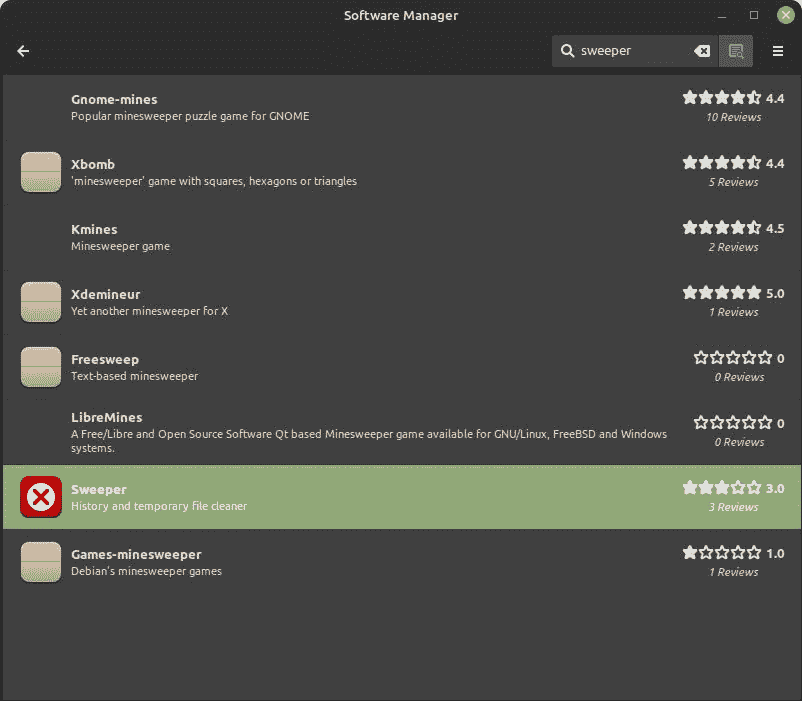 Software Manager
sweeper
Gnome-mines
4.4
Popular minesweeper puzzle game for GNOME
10 Reviews
Xbomb
4.4
'minesweeper' game with squares, hexagons or triangles
5 Reviews
Kmines
4.5
Minesweeper game
2 Reviews
Xdemineur
5.0
Yet another minesweeper for X
1 Reviews
Freesweep
0
Text-based minesweeper
0 Reviews
LibreMines
0
A Free/Libre and Open Source Software Qt based Minesweeper game available for GNU/Linux, FreeBSD and Windows
systems.
0 Reviews
Sweeper
3.0
History and temporary file cleaner
3 Reviews
Games-minesweeper
1.0
Debian's minesweeper games
1 Reviews